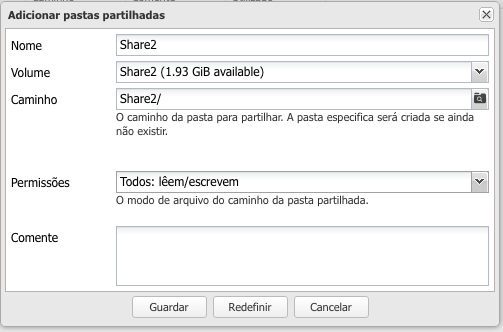 Adicionar pastas partilhadas
Nome Share2
Volume Share2 (1.93 GiB available)
Caminho Share2/
O caminho da pasta para partilhar. A pasta especifica será criada se ainda
não existir.
Permissões Todos: lêem/escrevem
O modo de arquivo do caminho da pasta partilhada.
Comente
Guardar Redefinir Cancelar